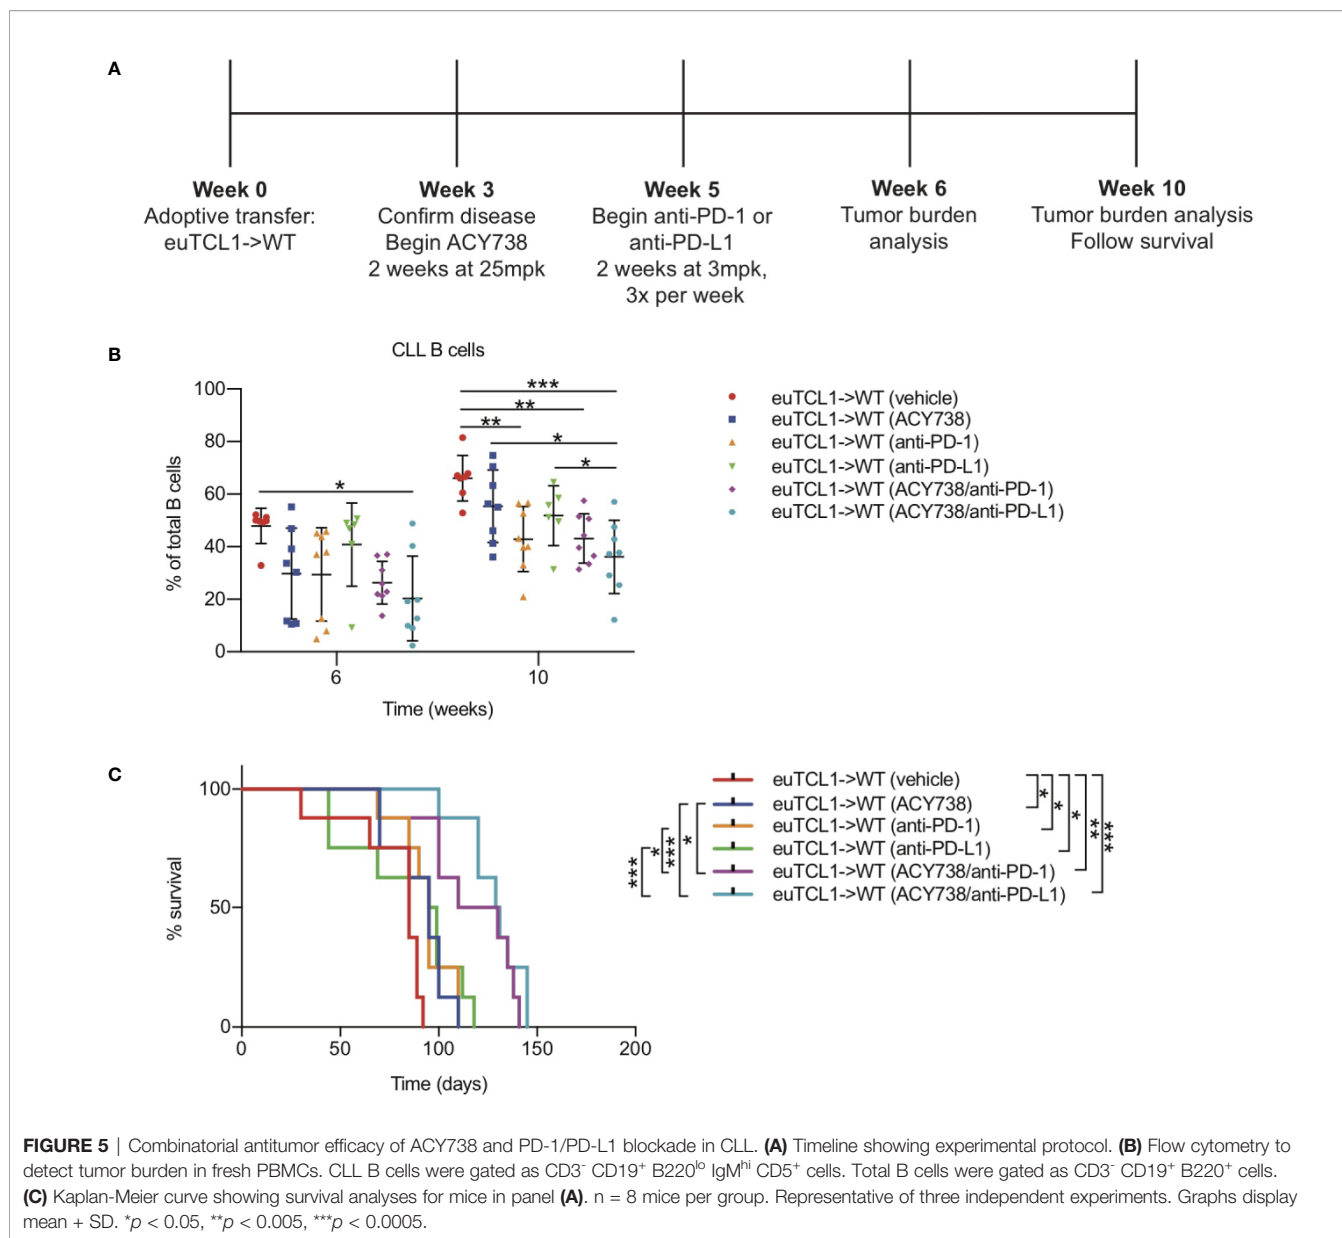 A
Week 0
Adoptive transfer:
euTCL1->WT
Week 3
Confirm disease
Begin ACY738
2 weeks at 25mpk
Week 5
Begin anti-PD-1 or
anti-PD-L1
2 weeks at 3mpk,
3x per week
Week 6
Tumor burden
analysis
Week 10
Tumor burden analysis
Follow survival
B
CLL B cells
% of total B cells
100
80
60
40
20
0
6
10
Time (weeks)
*
***
**
**
*
*
euTCL1->WT (vehicle)
euTCL1->WT (ACY738)
euTCL1->WT (anti-PD-1)
euTCL1->WT (anti-PD-L1)
euTCL1->WT (ACY738/anti-PD-1)
euTCL1->WT (ACY738/anti-PD-L1)
C
% survival
100
50
0
0
50
100
150
200
Time (days)
euTCL1->WT (vehicle)
euTCL1->WT (ACY738)
euTCL1->WT (anti-PD-1)
euTCL1->WT (anti-PD-L1)
euTCL1->WT (ACY738/anti-PD-1)
euTCL1->WT (ACY738/anti-PD-L1)
***
*
***
*
*
*
*
**
***
FIGURE 5 | Combinatorial antitumor efficacy of ACY738 and PD-1/PD-L1 blockade in CLL. (A) Timeline showing experimental protocol. (B) Flow cytometry to
detect tumor burden in fresh PBMCs. CLL B cells were gated as CD3⁻ CD19⁺ B220ˡᵒ IgMʰⁱ CD5⁺ cells. Total B cells were gated as CD3⁻ CD19⁺ B220⁺ cells.
(C) Kaplan-Meier curve showing survival analyses for mice in panel (A). n = 8 mice per group. Representative of three independent experiments. Graphs display
mean + SD. *p < 0.05, **p < 0.005, ***p < 0.0005.